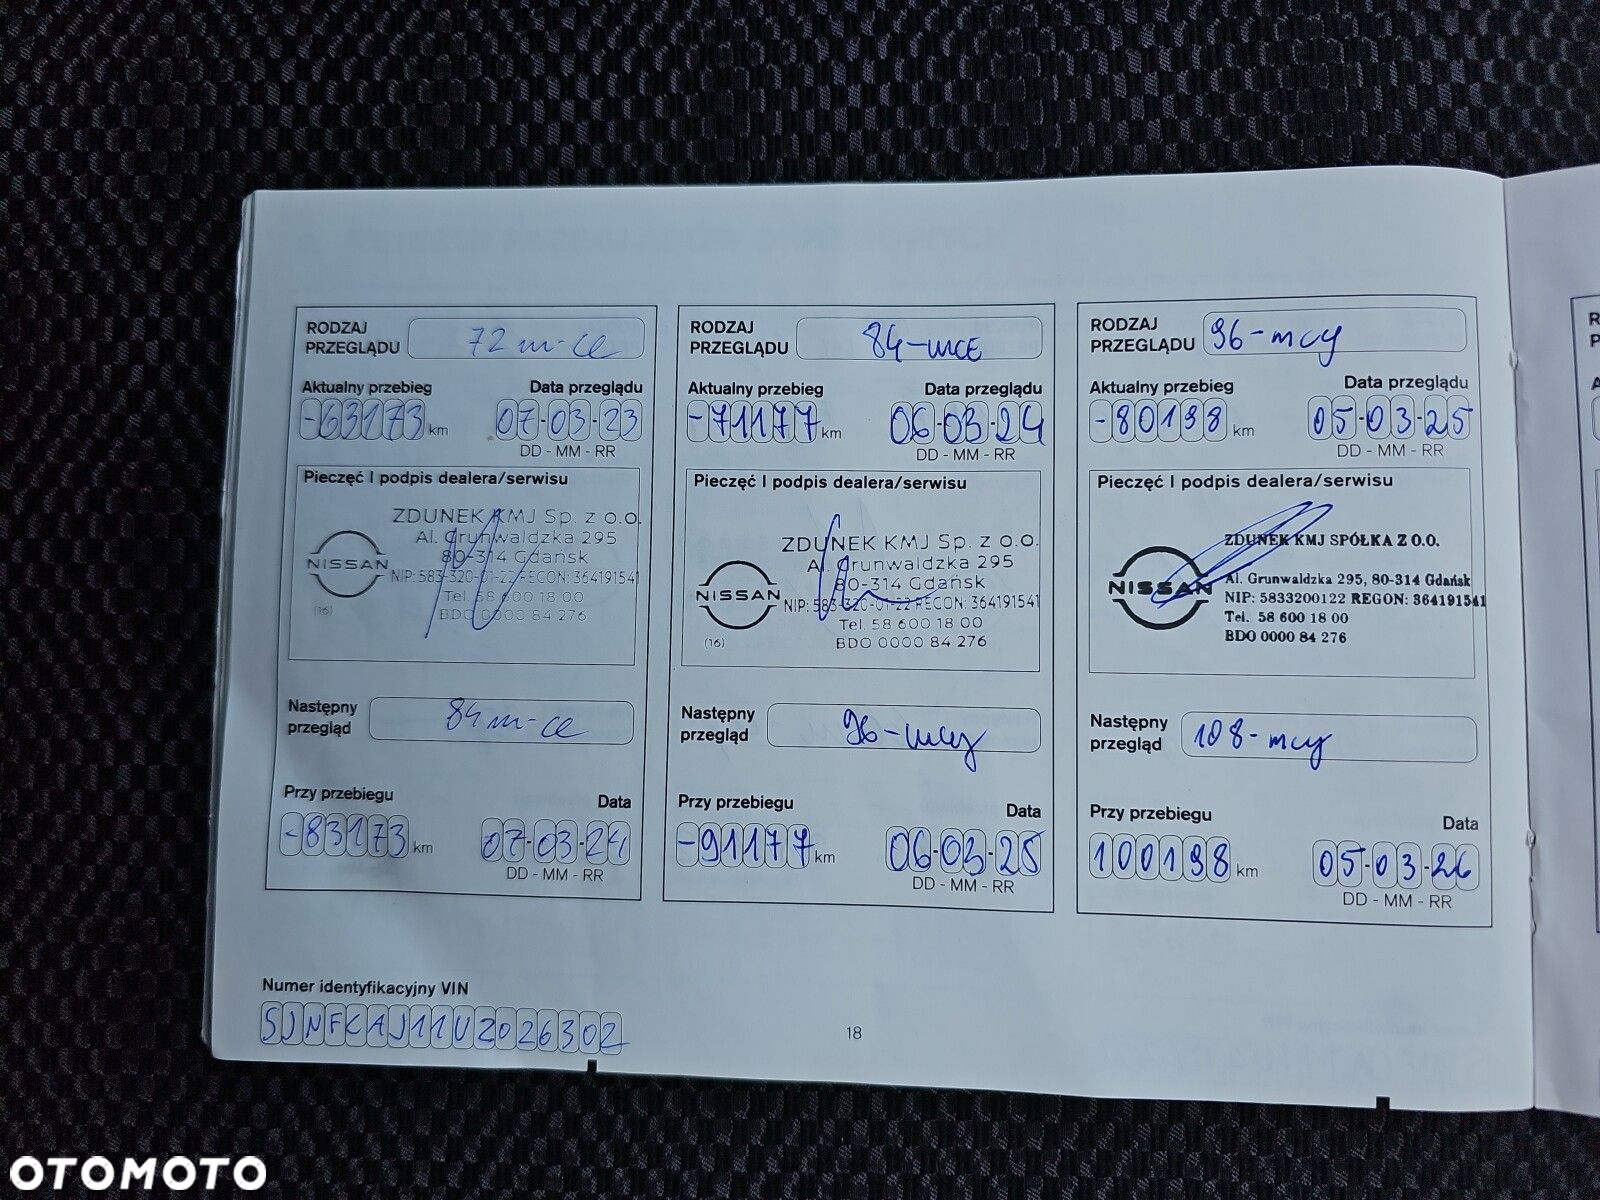 RODZAJ
PRZEGLĄDU 72 m-ce
Aktualny przebieg Data przeglądu
-63173 km 07-03-23
DD - MM - RR
Pieczęć I podpis dealera/serwisu
ZDUNEK KMJ Sp. z o.o.
Al. Grunwaldzka 295
80-314 Gdańsk
NISSAN
NIP: 583-320-01-22 REGON: 364191541
(16)
Tel. 58 600 18 00
BDO 0000 84 276
Następny
przegląd 84 m-ce
Przy przebiegu Data
-83173 km 07-03-24
DD - MM - RR
RODZAJ
PRZEGLĄDU 84-mce
Aktualny przebieg Data przeglądu
-71177 km 06-03-24
DD - MM - RR
Pieczęć I podpis dealera/serwisu
ZDUNEK KMJ Sp. z o.o.
Al. Grunwaldzka 295
80-314 Gdańsk
NISSAN
NIP: 583-320-01-22 REGON: 364191541
Tel. 58 600 18 00
(16)
BDO 0000 84 276
Następny
przegląd 96-mcy
Przy przebiegu Data
-91177 km 06-03-25
DD - MM - RR
RODZAJ
PRZEGLĄDU 96-mcy
Aktualny przebieg Data przeglądu
-80198 km 05-03-25
DD - MM - RR
Pieczęć I podpis dealera/serwisu
ZDUNEK KMJ SPÓŁKA Z O.O.
NISSAN
Al. Grunwaldzka 295, 80-314 Gdańsk
NIP: 5833200122 REGON: 364191541
Tel. 58 600 18 00
BDO 0000 84 276
Następny
przegląd 108-mcy
Przy przebiegu Data
100198 km 05-03-26
DD - MM - RR
Numer identyfikacyjny VIN
SJNFKAJ11U2026302
18
OTOMOTO